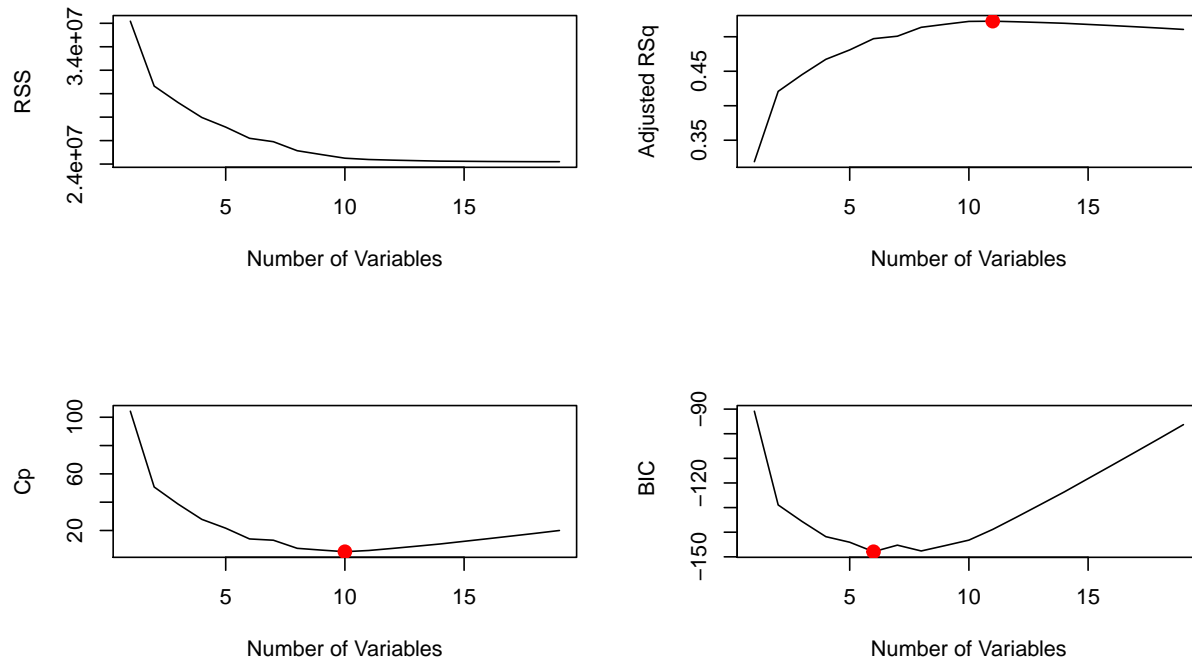 RSS
3.4e+07
2.4e+07
5 10 15
Number of Variables
Adjusted RSq
0.45
0.35
5 10 15
Number of Variables
Cp
100
60
20
5 10 15
Number of Variables
BIC
−90
−120
−150
5 10 15
Number of Variables